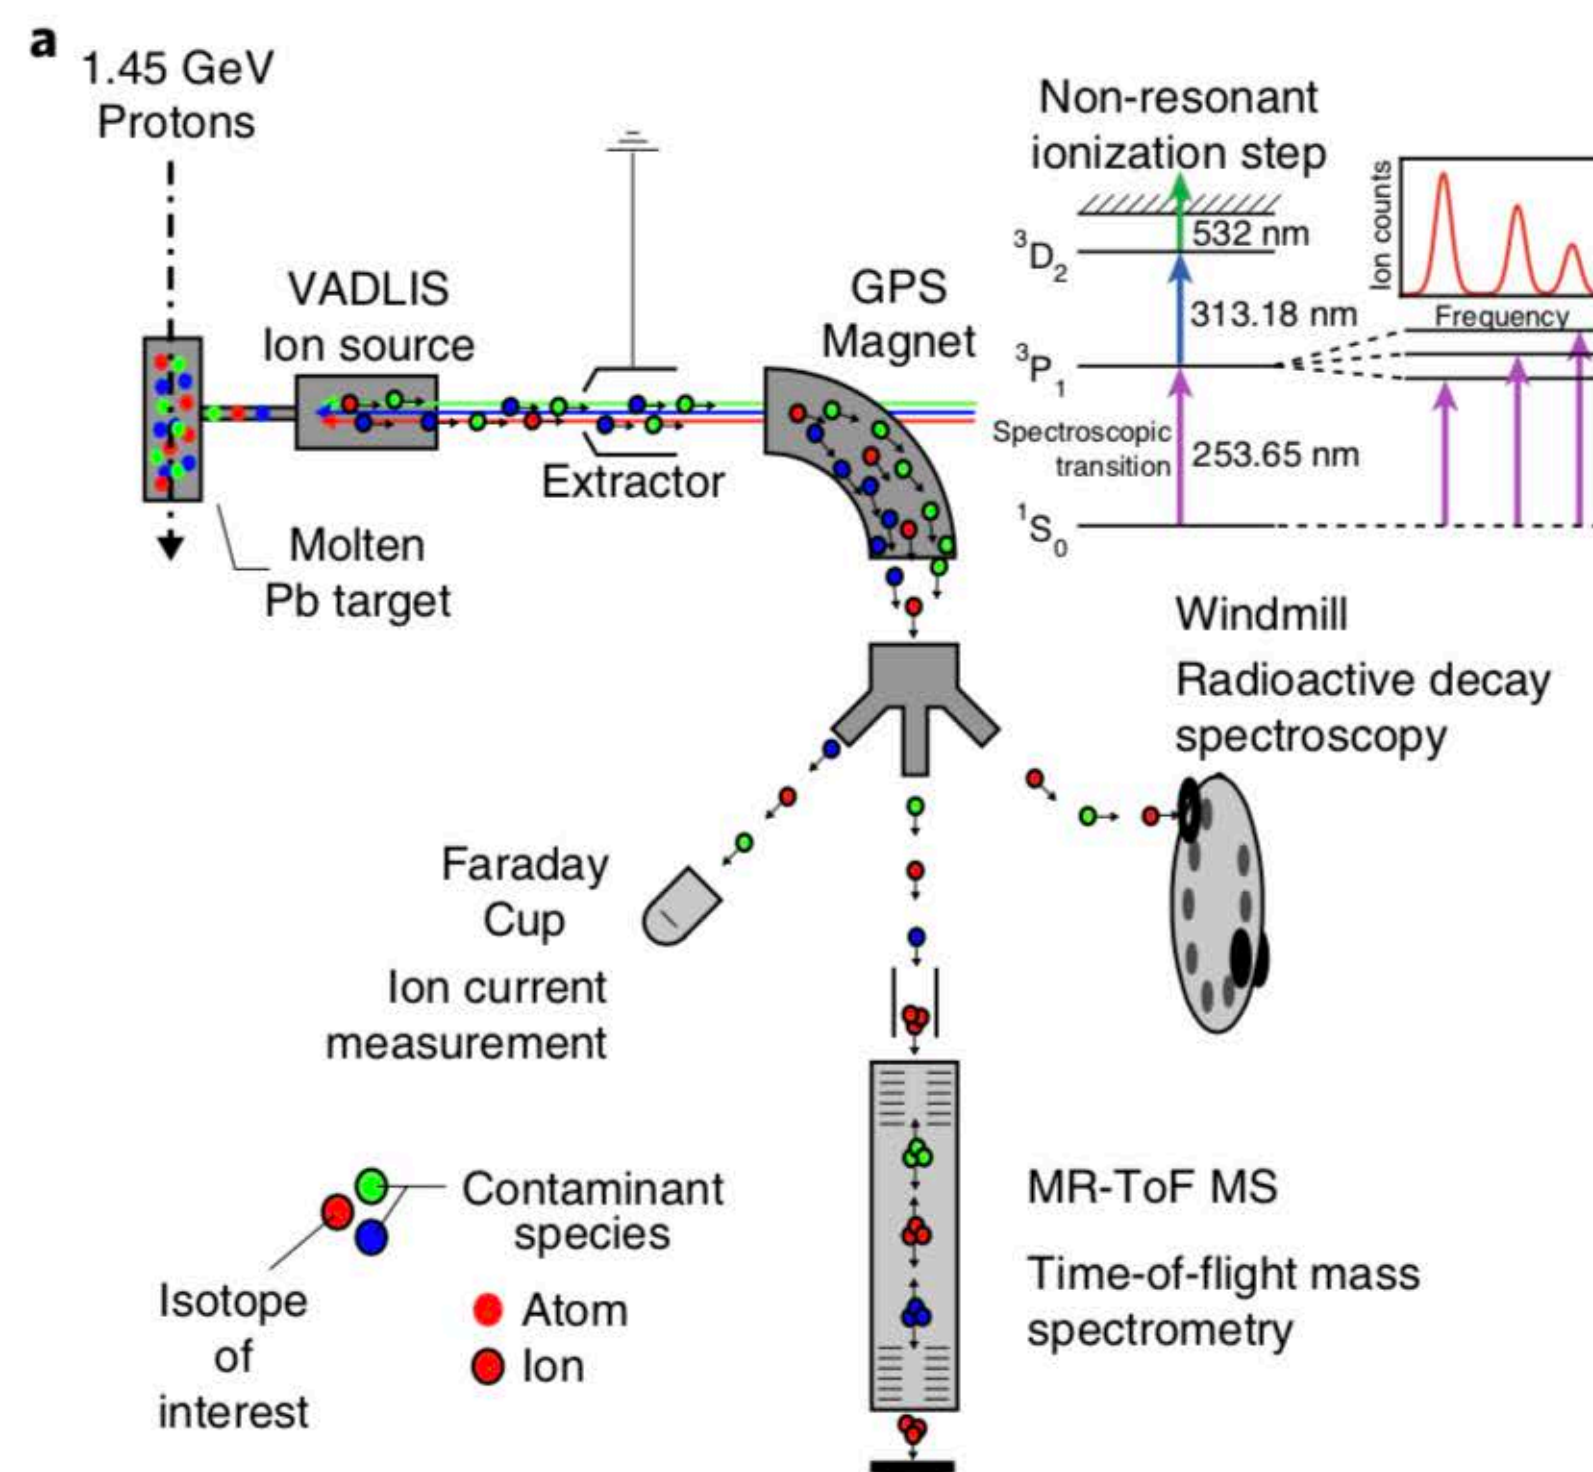 a
1.45 GeV
Protons
VADLIS
Ion source
Extractor
GPS
Magnet
Molten
Pb target
Non-resonant
ionization step
532 nm
³D₂
313.18 nm
³P₁
Spectroscopic
transition
253.65 nm
¹S₀
Ion counts
Frequency
Windmill
Radioactive decay
spectroscopy
Faraday
Cup
Ion current
measurement
MR-ToF MS
Time-of-flight mass
spectrometry
Contaminant
species
Isotope
of
interest
Atom
Ion